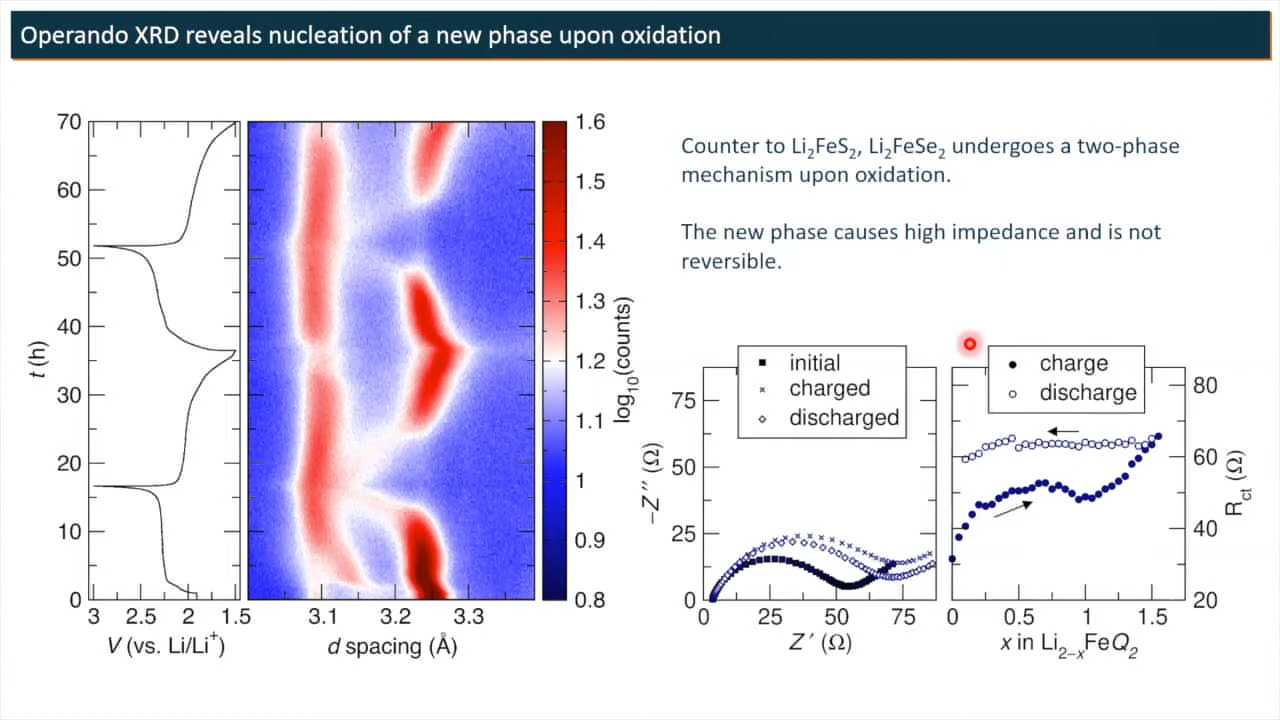 Operando XRD reveals nucleation of a new phase upon oxidation
Counter to Li₂FeS₂, Li₂FeSe₂ undergoes a two-phase
mechanism upon oxidation.
The new phase causes high impedance and is not
reversible.
t (h)
70
60
50
40
30
20
10
0
3 2.5 2 1.5
V (vs. Li/Li⁺)
3.1 3.2 3.3
d spacing (Å)
1.6
1.5
1.4
1.3
1.2
1.1
1
0.9
0.8
log₁₀(counts)
initial
charged
discharged
−Z″ (Ω)
75
50
25
0
0 25 50 75
Z′ (Ω)
charge
discharge
80
60
40
20
R_ct (Ω)
0 0.5 1 1.5
x in Li₂₋ₓFeQ₂